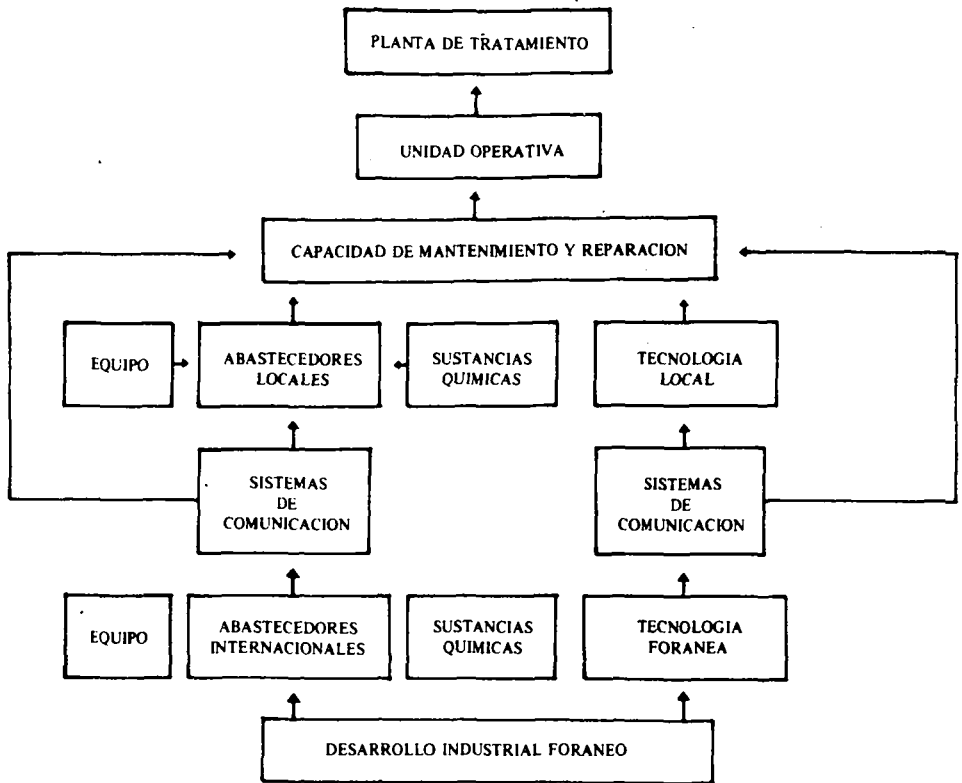 PLANTA DE TRATAMIENTO
UNIDAD OPERATIVA
CAPACIDAD DE MANTENIMIENTO Y REPARACION
EQUIPO
ABASTECEDORES
LOCALES
SUSTANCIAS
QUIMICAS
TECNOLOGIA
LOCAL
SISTEMAS
DE
COMUNICACION
SISTEMAS
DE
COMUNICACION
EQUIPO
ABASTECEDORES
INTERNACIONALES
SUSTANCIAS
QUIMICAS
TECNOLOGIA
FORANEA
DESARROLLO INDUSTRIAL FORANEO